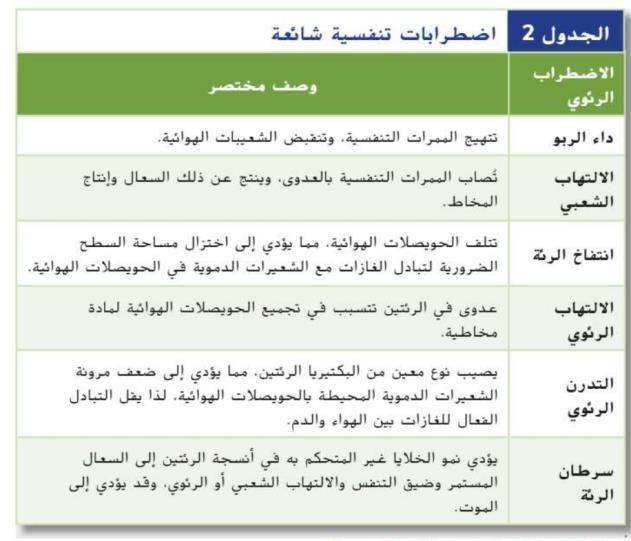 الجدول 2 اضطرابات تنفسية شائعة
الاضطراب الرئوي
وصف مختصر
داء الربو
تتهيج الممرات التنفسية، وتنقبض الشعيبات الهوائية.
الالتهاب الشعبي
تُصاب الممرات التنفسية بالعدوى، وينتج عن ذلك السعال وإنتاج
المخاط.
انتفاخ الرئة
تتلف الحويصلات الهوائية، مما يؤدي إلى اختزال مساحة السطح
الضرورية لتبادل الغازات مع الشعيرات الدموية في الحويصلات الهوائية.
الالتهاب الرئوي
عدوى في الرئتين تتسبب في تجميع الحويصلات الهوائية لمادة
مخاطية.
التدرن الرئوي
يصيب نوع معين من البكتيريا الرئتين، مما يؤدي إلى ضعف مرونة
الشعيرات الدموية المحيطة بالحويصلات الهوائية، لذا يقل التبادل
الفعال للغازات بين الهواء والدم.
سرطان الرئة
يؤدي نمو الخلايا غير المتحكم به في أنسجة الرئتين إلى السعال
المستمر وضيق التنفس والالتهاب الشعبي أو الرئوي، وقد يؤدي إلى
الموت.